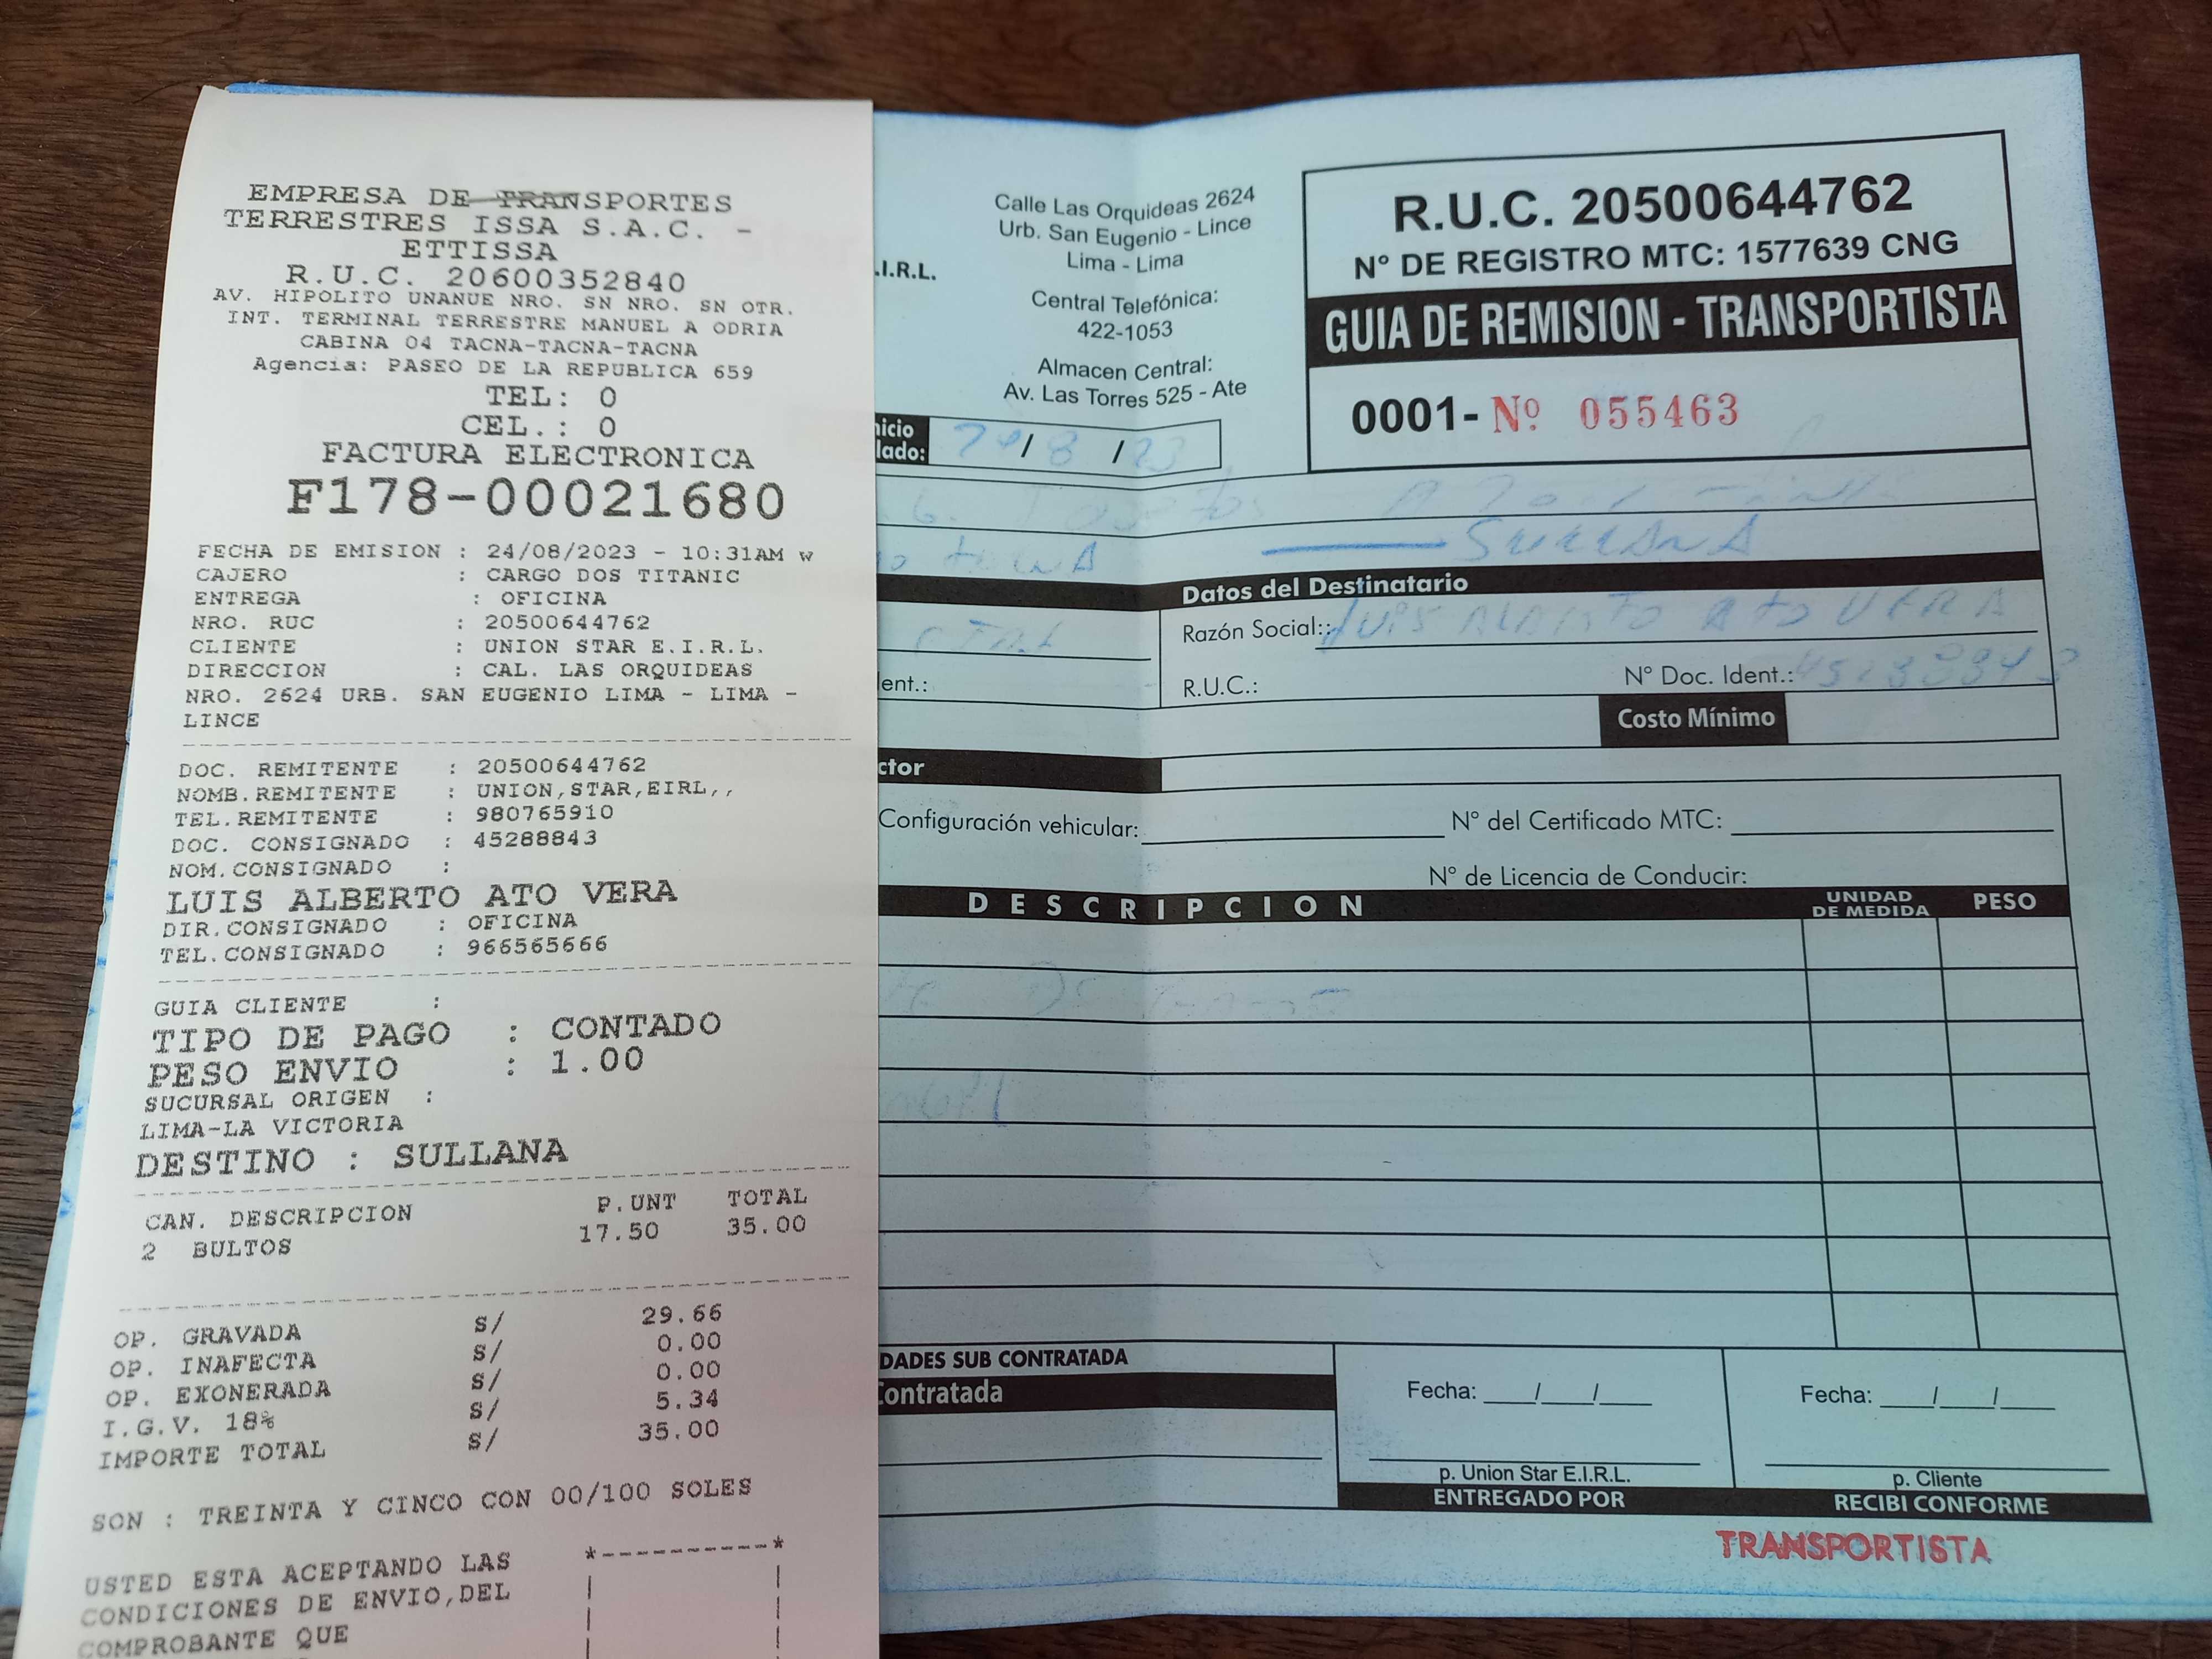 EMPRESA DE TRANSPORTES
TERRESTRES ISSA S.A.C. -
ETTISSA
R.U.C. 20600352840
AV. HIPOLITO UNANUE NRO. SN NRO. SN OTR.
INT. TERMINAL TERRESTRE MANUEL A ODRIA
CABINA 04 TACNA-TACNA-TACNA
Agencia: PASEO DE LA REPUBLICA 659
TEL: 0
CEL.: 0
FACTURA ELECTRONICA
F178-00021680
FECHA DE EMISION : 24/08/2023 - 10:31AM w
CAJERO : CARGO DOS TITANIC
ENTREGA : OFICINA
NRO. RUC : 20500644762
CLIENTE : UNION STAR E.I.R.L.
DIRECCION : CAL. LAS ORQUIDEAS
NRO. 2624 URB. SAN EUGENIO LIMA - LIMA -
LINCE
DOC. REMITENTE : 20500644762
NOMB.REMITENTE : UNION,STAR,EIRL,,
TEL.REMITENTE : 980765910
DOC. CONSIGNADO : 45288843
NOM.CONSIGNADO :
LUIS ALBERTO ATO VERA
DIR.CONSIGNADO : OFICINA
TEL.CONSIGNADO : 966565666
GUIA CLIENTE :
TIPO DE PAGO : CONTADO
PESO ENVIO : 1.00
SUCURSAL ORIGEN :
LIMA-LA VICTORIA
DESTINO : SULLANA
CAN. DESCRIPCION P.UNT TOTAL
2 BULTOS 17.50 35.00
OP. GRAVADA S/ 29.66
OP. INAFECTA S/ 0.00
OP. EXONERADA S/ 0.00
I.G.V. 18% S/ 5.34
IMPORTE TOTAL S/ 35.00
SON : TREINTA Y CINCO CON 00/100 SOLES
USTED ESTA ACEPTANDO LAS
CONDICIONES DE ENVIO,DEL
COMPROBANTE QUE
.I.R.L.
Calle Las Orquideas 2624
Urb. San Eugenio - Lince
Lima - Lima
Central Telefónica:
422-1053
Almacen Central:
Av. Las Torres 525 - Ate
R.U.C. 20500644762
N° DE REGISTRO MTC: 1577639 CNG
GUIA DE REMISION - TRANSPORTISTA
0001- Nº 055463
nicio
lado: / 8 / 23
SULLANA
Datos del Destinatario
Razón Social:: LUIS ALBERTO ATO VERA
ent.:
R.U.C.: N° Doc. Ident.:
Costo Mínimo
ctor
Configuración vehicular: N° del Certificado MTC:
N° de Licencia de Conducir:
DESCRIPCION UNIDAD DE MEDIDA PESO
DADES SUB CONTRATADA
Contratada
Fecha: / /
p. Union Star E.I.R.L.
ENTREGADO POR
Fecha: / /
p. Cliente
RECIBI CONFORME
TRANSPORTISTA